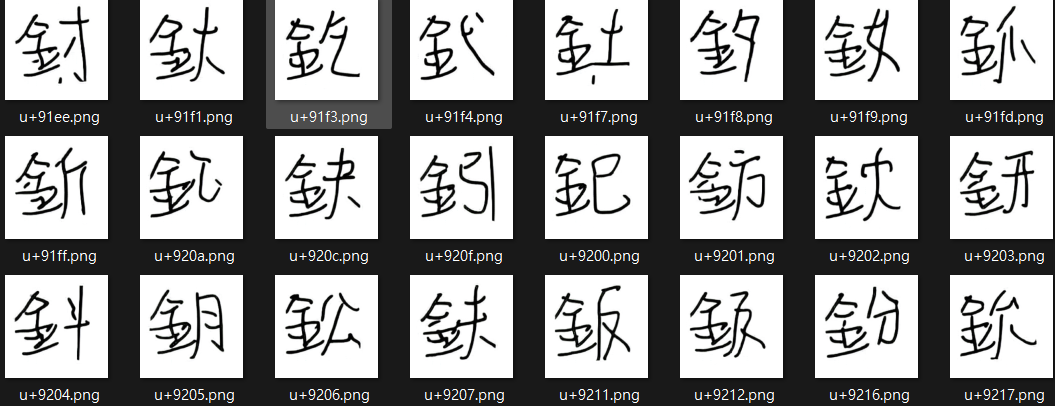 釮 釱 釳 釴 釷 釸 釹 釽
u+91ee.png u+91f1.png u+91f3.png u+91f4.png u+91f7.png u+91f8.png u+91f9.png u+91fd.png
釿 鈊 鈌 鈏 鈀 鈁 鈂 鈃
u+91ff.png u+920a.png u+920c.png u+920f.png u+9200.png u+9201.png u+9202.png u+9203.png
鈄 鈅 鈆 鈇 鈑 鈒 鈖 鈗
u+9204.png u+9205.png u+9206.png u+9207.png u+9211.png u+9212.png u+9216.png u+9217.png